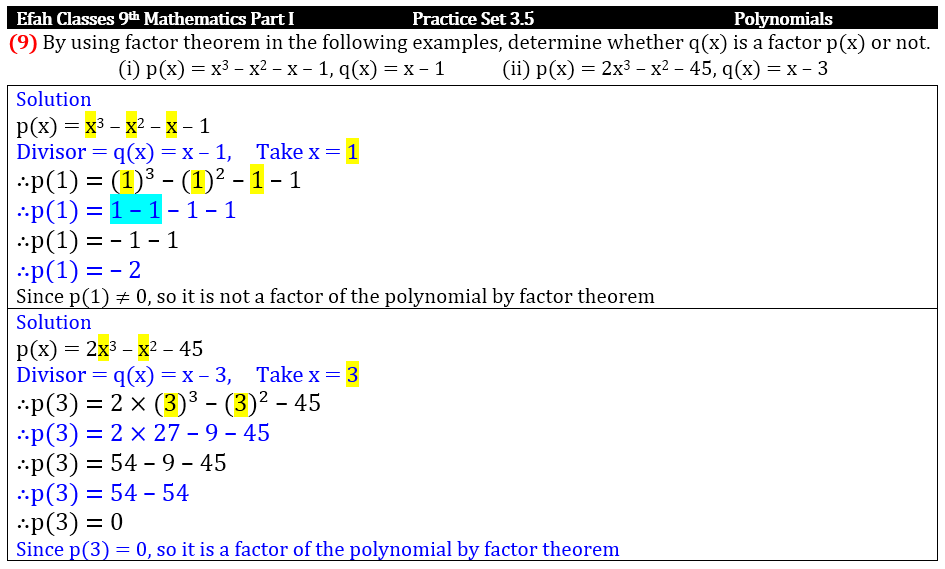 Efah Classes 9th Mathematics Part I Practice Set 3.5 Polynomials
(9) By using factor theorem in the following examples, determine whether q(x) is a factor p(x) or not.
(i) p(x) = x³ – x² – x – 1, q(x) = x – 1 (ii) p(x) = 2x³ – x² – 45, q(x) = x – 3
Solution
p(x) = x³ – x² – x – 1
Divisor = q(x) = x – 1, Take x = 1
∴p(1) = (1)³ – (1)² – 1 – 1
∴p(1) = 1 – 1 – 1 – 1
∴p(1) = – 1 – 1
∴p(1) = – 2
Since p(1) ≠ 0, so it is not a factor of the polynomial by factor theorem
Solution
p(x) = 2x³ – x² – 45
Divisor = q(x) = x – 3, Take x = 3
∴p(3) = 2 × (3)³ – (3)² – 45
∴p(3) = 2 × 27 – 9 – 45
∴p(3) = 54 – 9 – 45
∴p(3) = 54 – 54
∴p(3) = 0
Since p(3) = 0, so it is a factor of the polynomial by factor theorem